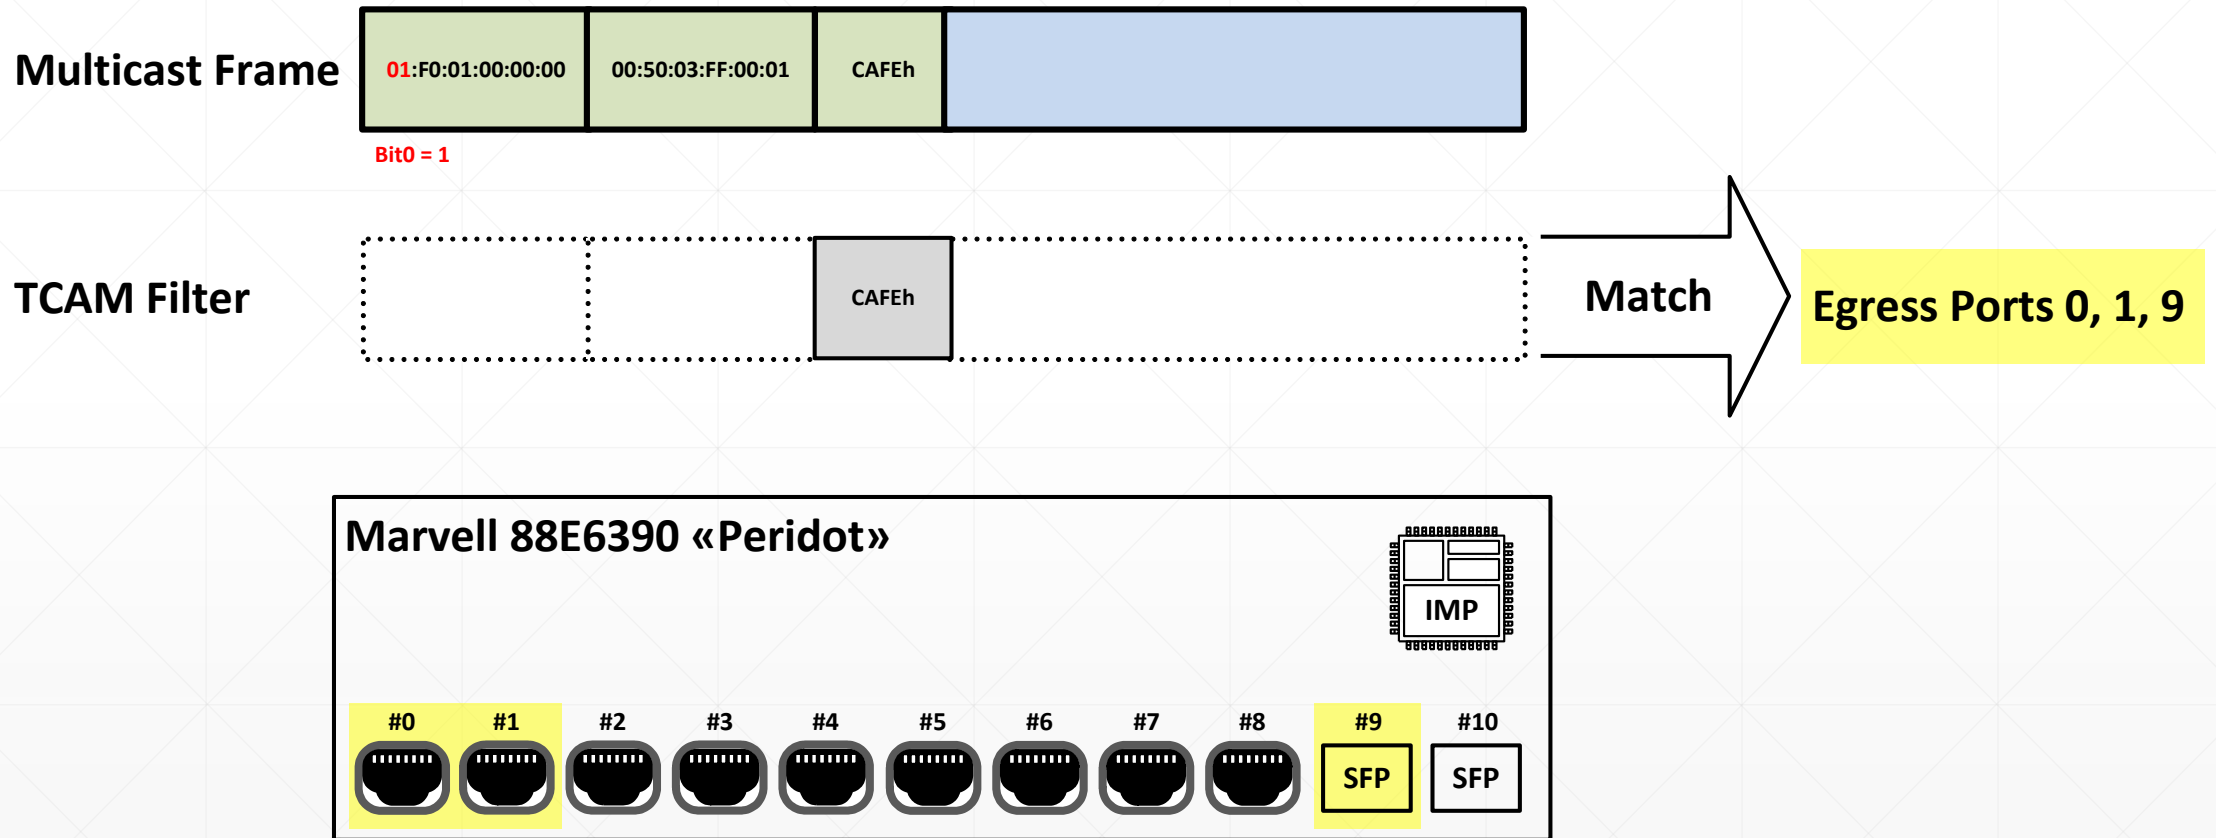 Multicast Frame
01:F0:01:00:00:00
00:50:03:FF:00:01
CAFEh
Bit0 = 1
TCAM Filter
CAFEh
Match
Egress Ports 0, 1, 9
Marvell 88E6390 «Peridot»
IMP
#0 #1 #2 #3 #4 #5 #6 #7 #8 #9 #10
SFP SFP